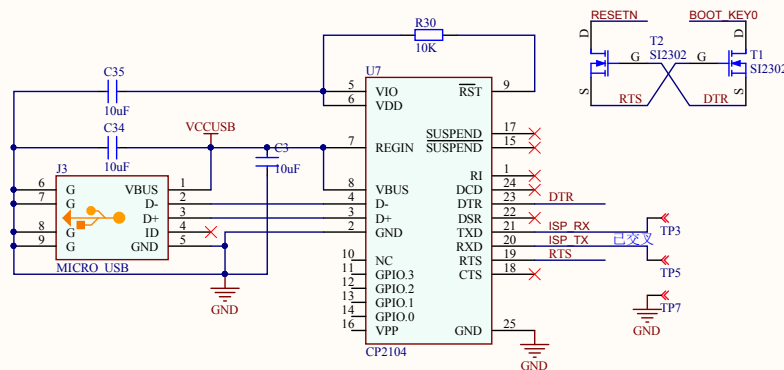 RESETN
BOOT_KEY0
D
D
T2
SI2302
G
G
T1
SI2302
S
S
RTS
DTR
R30
10K
C35
10uF
U7
5
VIO
6
VDD
RST
9
SUSPEND
17
SUSPEND
15
VCCUSB
C34
10uF
C3
10uF
7
REGIN
RI
1
DCD
24
DTR
23
DTR
DSR
22
TXD
21
ISP_RX
RXD
20
ISP_TX
已交叉
RTS
19
RTS
CTS
18
8
VBUS
4
D-
3
D+
2
GND
10
NC
11
GPIO.3
12
GPIO.2
13
GPIO.1
14
GPIO.0
16
VPP
GND
25
CP2104
GND
J3
6
G
VBUS
1
7
G
D-
2
D+
3
8
G
ID
4
9
G
GND
5
MICRO_USB
GND
TP3
TP5
TP7
GND